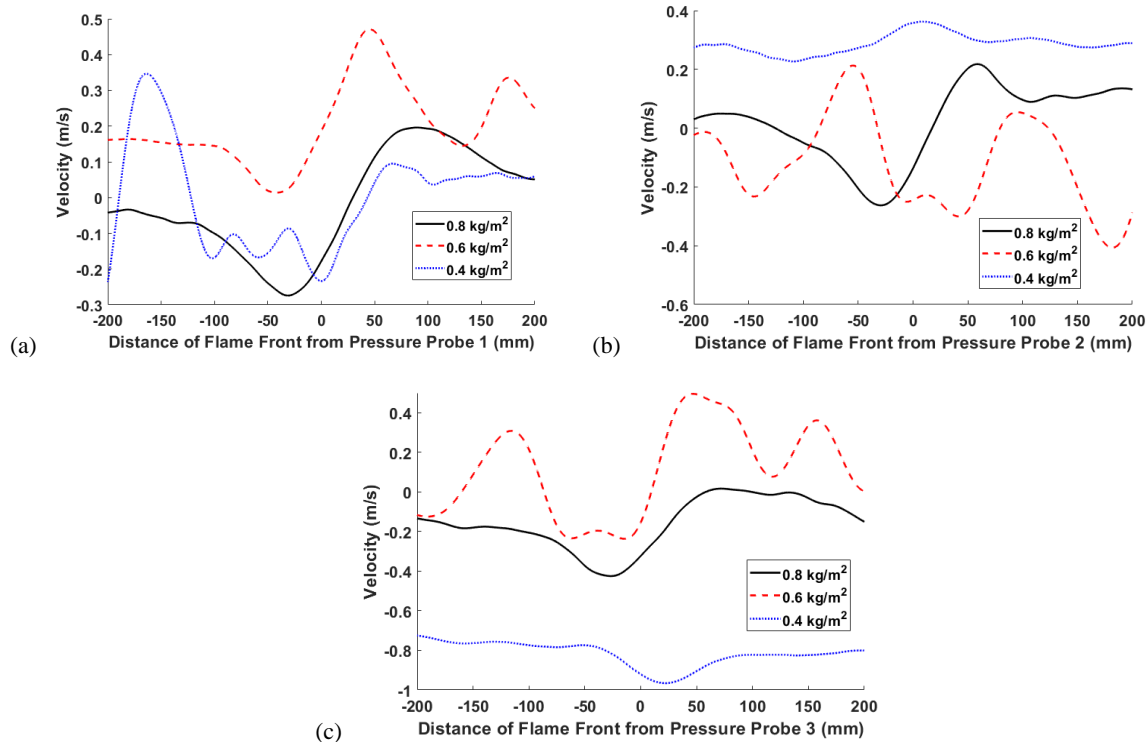 (a)
Velocity (m/s)
0.5
0.4
0.3
0.2
0.1
0
-0.1
-0.2
-0.3
-200 -150 -100 -50 0 50 100 150 200
Distance of Flame Front from Pressure Probe 1 (mm)
0.8 kg/m²
0.6 kg/m²
0.4 kg/m²
(b)
Velocity (m/s)
0.4
0.2
0
-0.2
-0.4
-0.6
-200 -150 -100 -50 0 50 100 150 200
Distance of Flame Front from Pressure Probe 2 (mm)
0.8 kg/m²
0.6 kg/m²
0.4 kg/m²
(c)
Velocity (m/s)
0.4
0.2
0
-0.2
-0.4
-0.6
-0.8
-1
-200 -150 -100 -50 0 50 100 150 200
Distance of Flame Front from Pressure Probe 3 (mm)
0.8 kg/m²
0.6 kg/m²
0.4 kg/m²